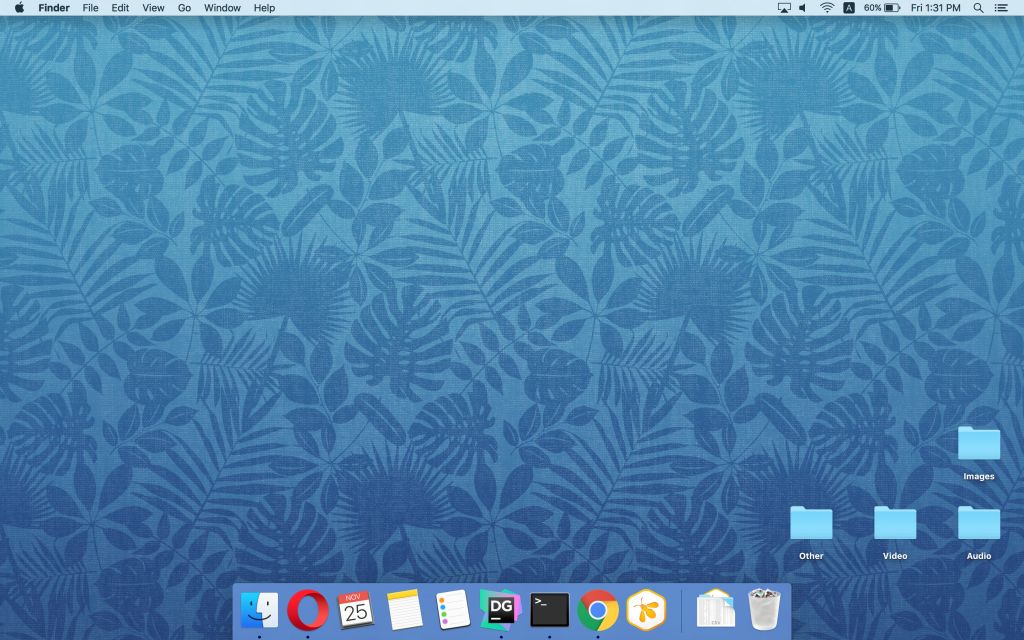 Finder File Edit View Go Window Help A 60% Fri 1:31 PM
Images
Other Video Audio
NOV
25
DG
>_
CSV